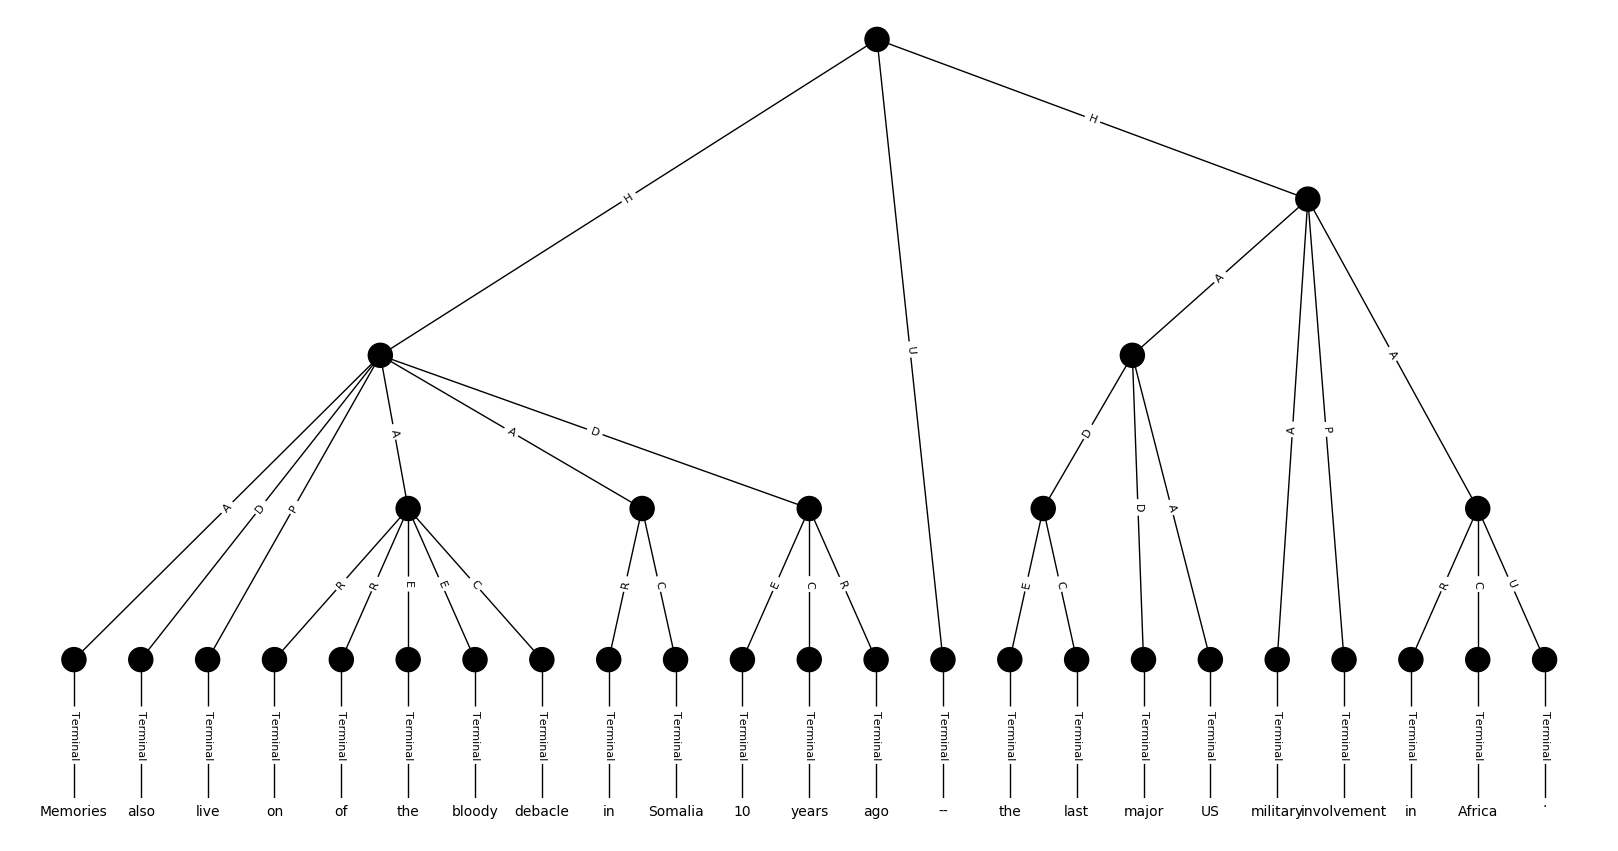 H
H
A
H
U
A
A
A
D
D
A
A
P
A
D
P
D
A
R
R
E
E
C
R
C
E
C
R
E
C
R
C
U
Terminal Terminal Terminal Terminal Terminal Terminal Terminal Terminal Terminal Terminal Terminal Terminal Terminal Terminal Terminal Terminal Terminal Terminal Terminal Terminal Terminal Terminal Terminal
Memories also live on of the bloody debacle in Somalia 10 years ago -- the last major US military involvement in Africa .